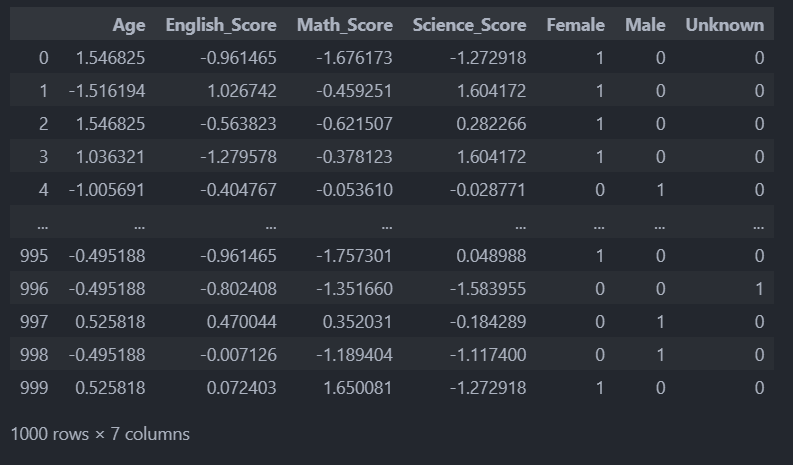 Age English_Score Math_Score Science_Score Female Male Unknown
0 1.546825 -0.961465 -1.676173 -1.272918 1 0 0
1 -1.516194 1.026742 -0.459251 1.604172 1 0 0
2 1.546825 -0.563823 -0.621507 0.282266 1 0 0
3 1.036321 -1.279578 -0.378123 1.604172 1 0 0
4 -1.005691 -0.404767 -0.053610 -0.028771 0 1 0
... ... ... ... ... ... ... ...
995 -0.495188 -0.961465 -1.757301 0.048988 1 0 0
996 -0.495188 -0.802408 -1.351660 -1.583955 0 0 1
997 0.525818 0.470044 0.352031 -0.184289 0 1 0
998 -0.495188 -0.007126 -1.189404 -1.117400 0 1 0
999 0.525818 0.072403 1.650081 -1.272918 1 0 0
1000 rows × 7 columns